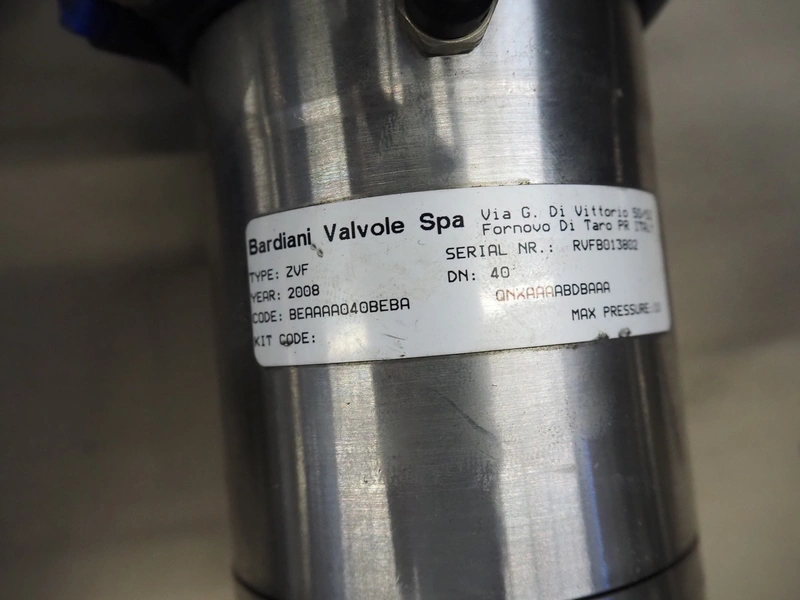 Bardiani Valvole Spa
Via G. Di Vittorio
Fornovo Di Taro PR ITALY
TYPE: ZVF
SERIAL NR.: RVFB013802
YEAR: 2008
DN: 40
CODE: BEAAAA040BEBA
QNXAAAABDBAAA
KIT CODE:
MAX PRESSURE: